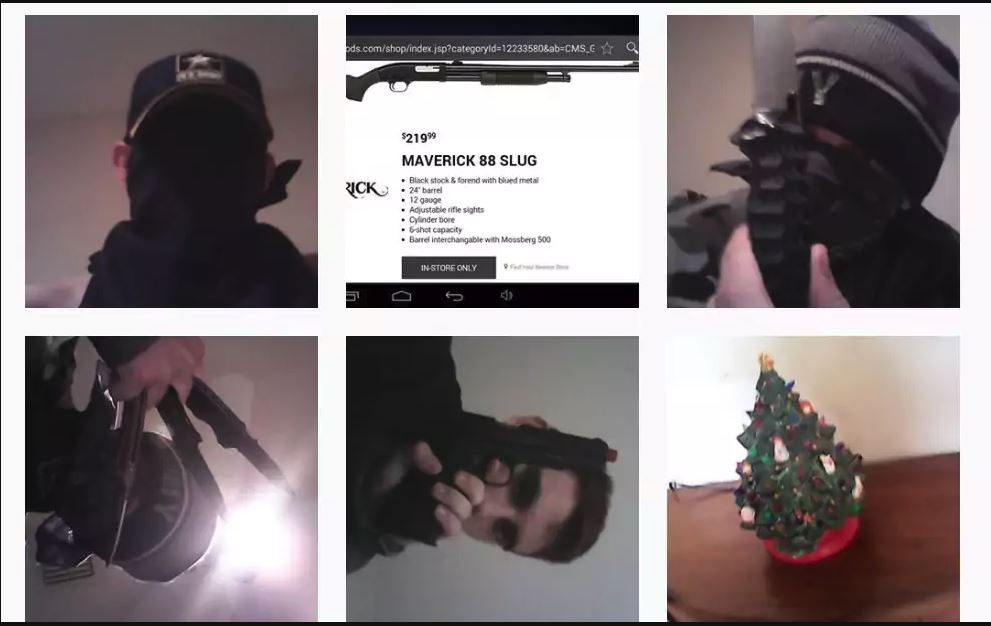 ods.com/shop/index.jsp?categoryId=12233580&ab=CMS_G
$219⁹⁹
MAVERICK 88 SLUG
RICK
• Black stock & forend with blued metal
• 24" barrel
• 12 gauge
• Adjustable rifle sights
• Cylinder bore
• 6-shot capacity
• Barrel interchangable with Mossberg 500
IN-STORE ONLY
Find Your Nearest Store